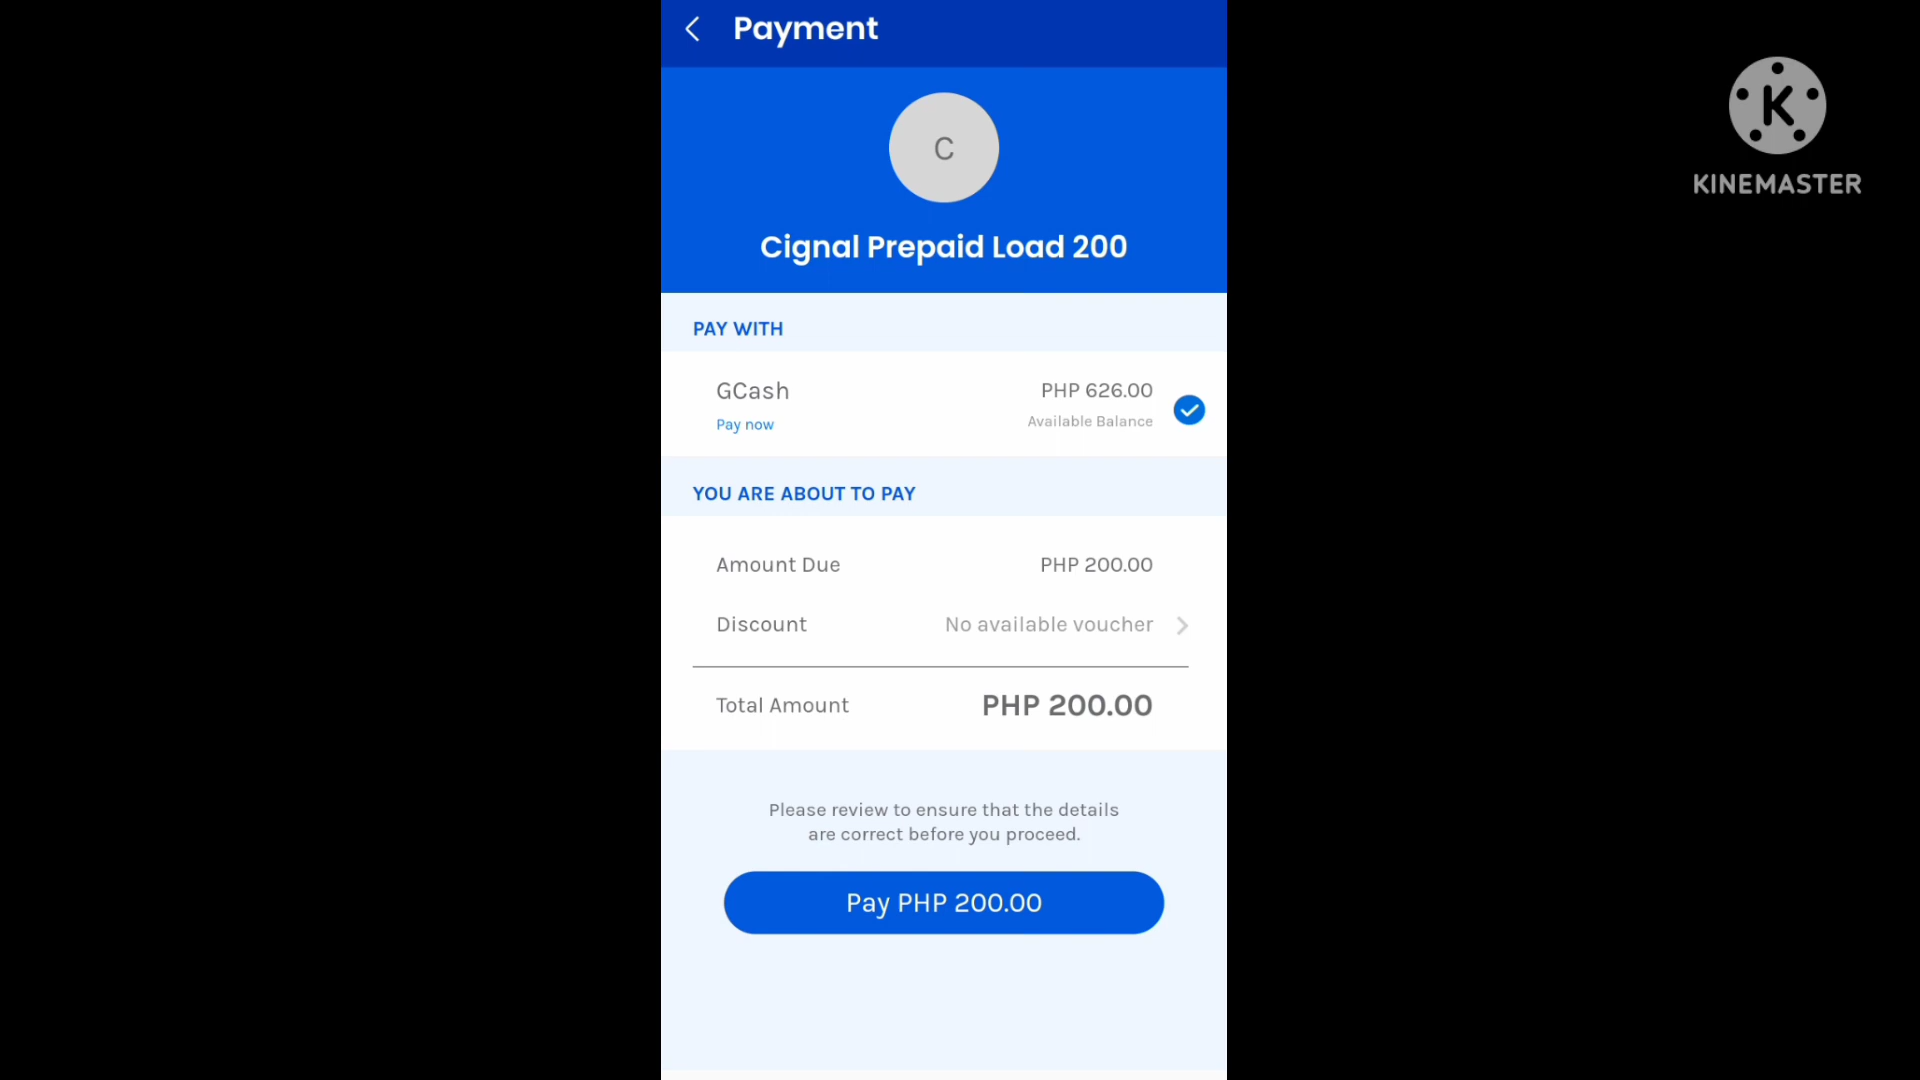 Payment
C
Cignal Prepaid Load 200
PAY WITH
GCash PHP 626.00
Pay now Available Balance
YOU ARE ABOUT TO PAY
Amount Due PHP 200.00
Discount No available voucher
Total Amount PHP 200.00
Please review to ensure that the details
are correct before you proceed.
Pay PHP 200.00
K
KINEMASTER